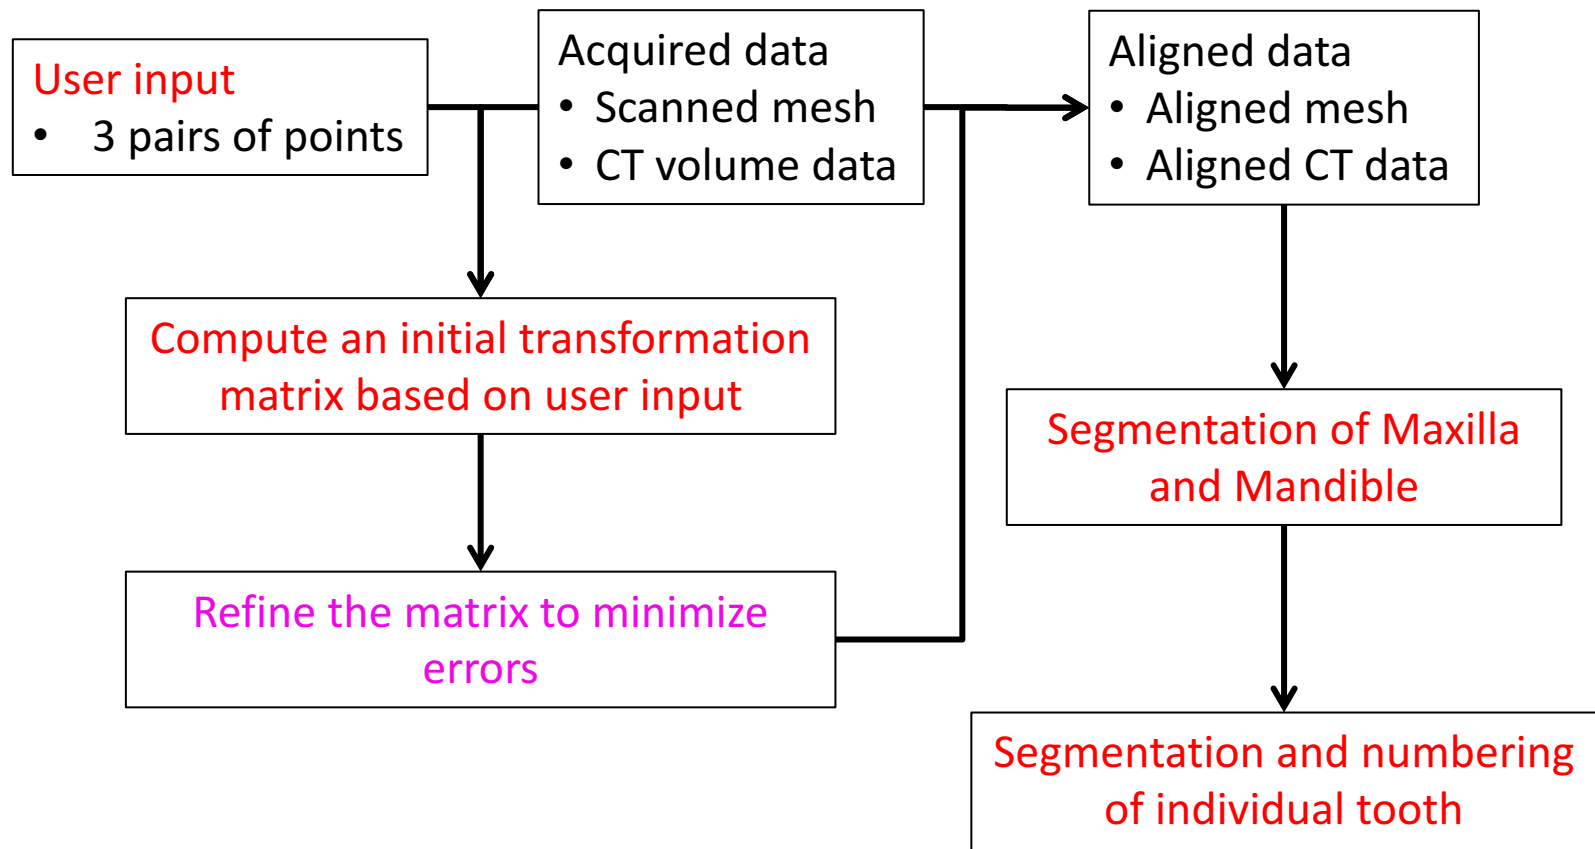 User input
• 3 pairs of points
Acquired data
• Scanned mesh
• CT volume data
Aligned data
• Aligned mesh
• Aligned CT data
Compute an initial transformation
matrix based on user input
Refine the matrix to minimize
errors
Segmentation of Maxilla
and Mandible
Segmentation and numbering
of individual tooth